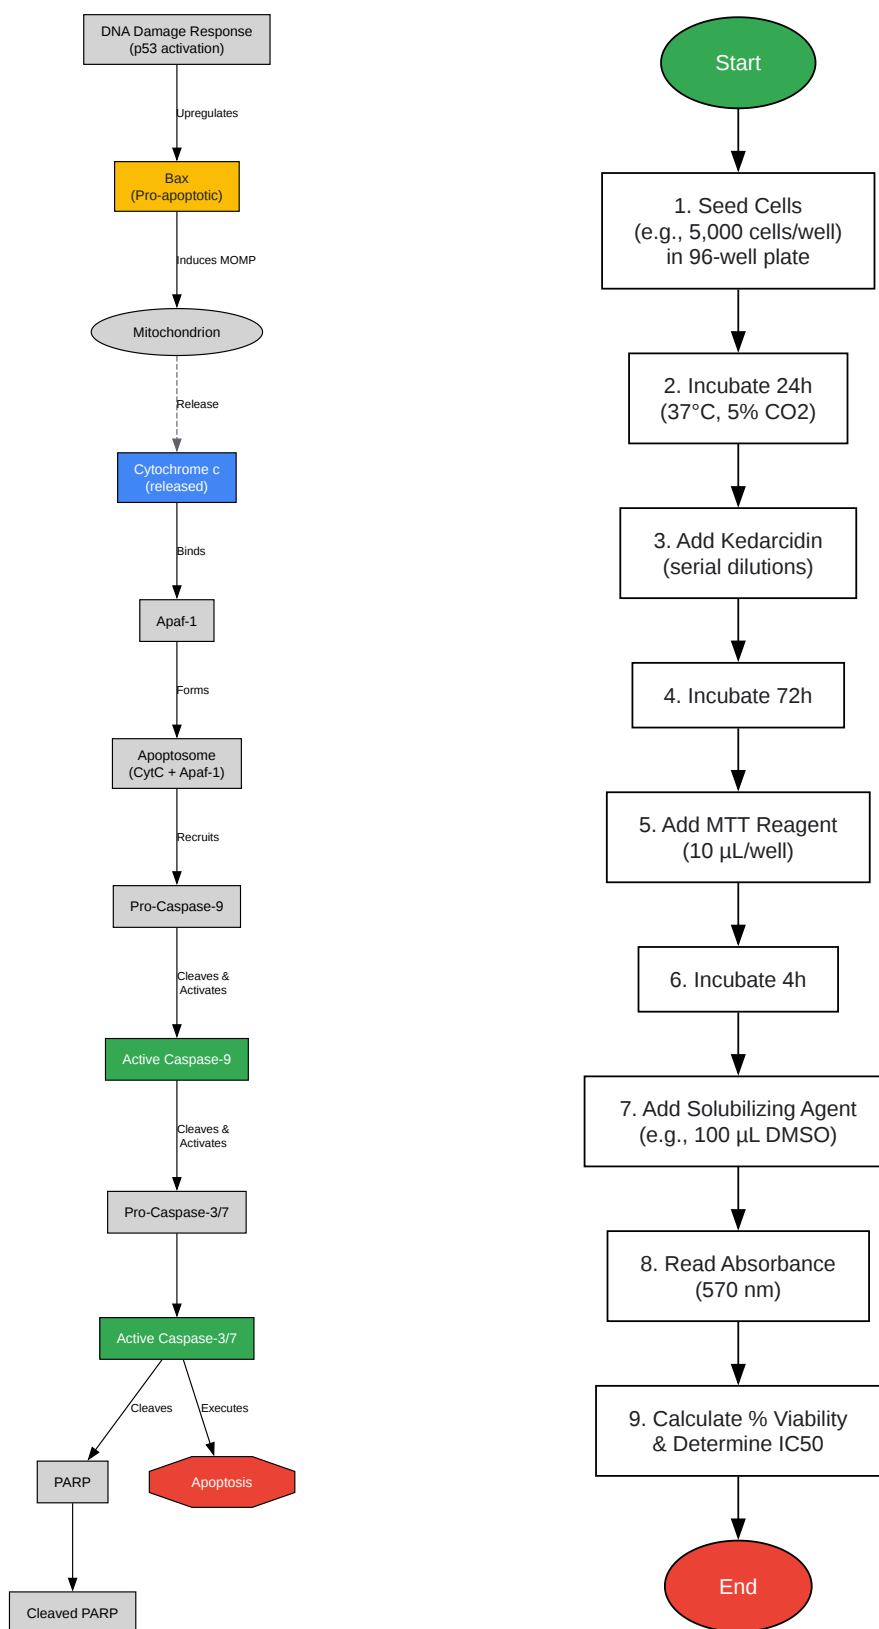 DNA Damage Response
(p53 activation)
Upregulates
Bax
(Pro-apoptotic)
Induces MOMP
Mitochondrion
Release
Cytochrome c
(released)
Binds
Apaf-1
Forms
Apoptosome
(CytC + Apaf-1)
Recruits
Pro-Caspase-9
Cleaves &
Activates
Active Caspase-9
Cleaves &
Activates
Pro-Caspase-3/7
Active Caspase-3/7
Cleaves
Executes
PARP
Apoptosis
Cleaved PARP
Start
1. Seed Cells
(e.g., 5,000 cells/well)
in 96-well plate
2. Incubate 24h
(37°C, 5% CO2)
3. Add Kedarcidin
(serial dilutions)
4. Incubate 72h
5. Add MTT Reagent
(10 µL/well)
6. Incubate 4h
7. Add Solubilizing Agent
(e.g., 100 µL DMSO)
8. Read Absorbance
(570 nm)
9. Calculate % Viability
& Determine IC50
End